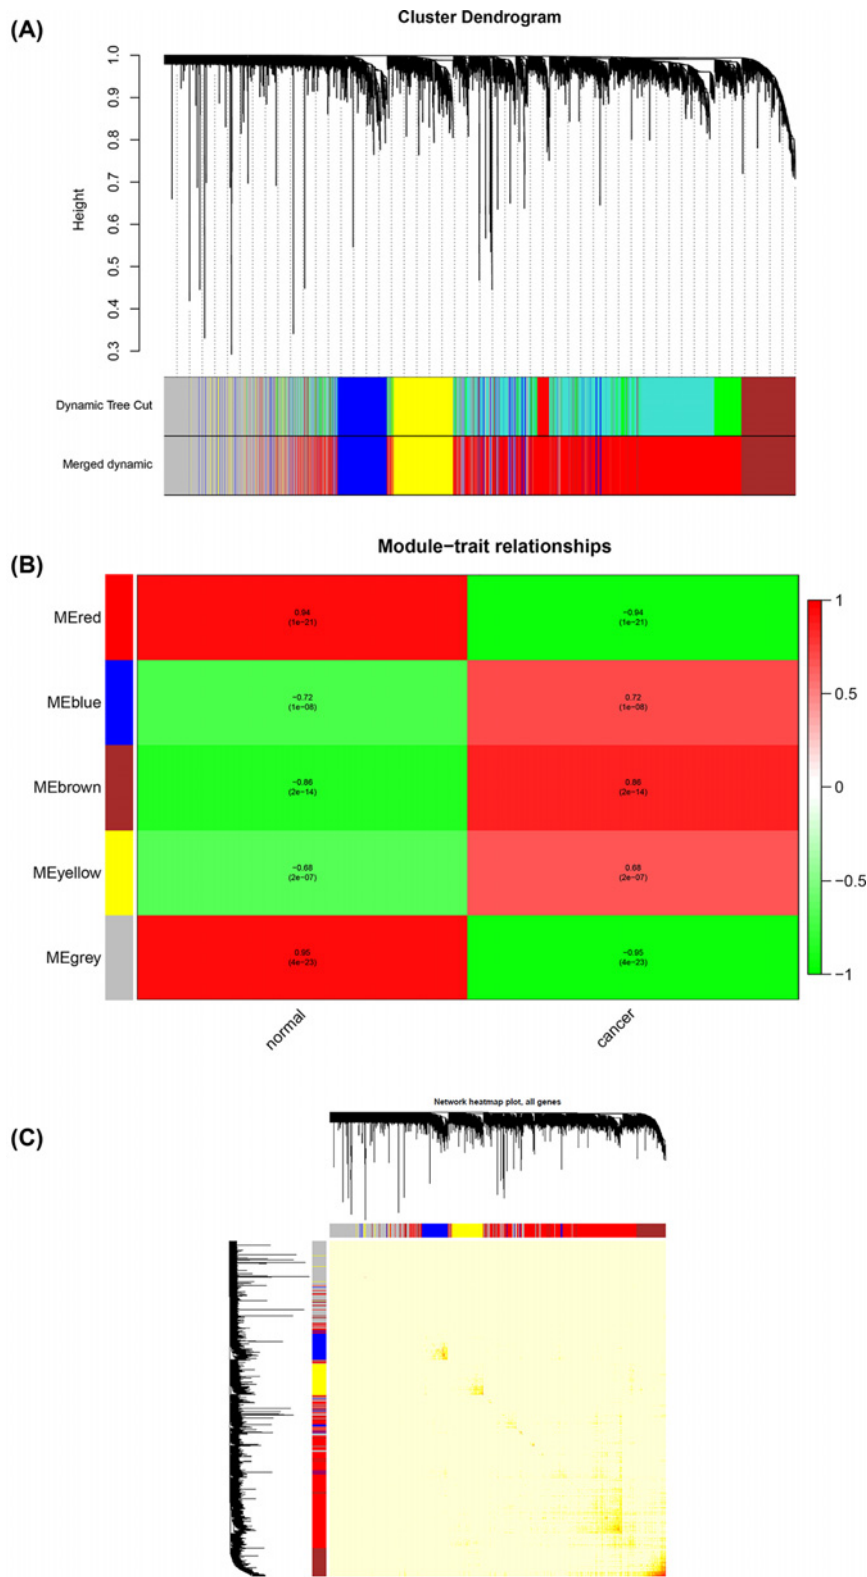 (A)
Cluster Dendrogram
Height
1.0
0.9
0.8
0.7
0.6
0.5
0.4
0.3
Dynamic Tree Cut
Merged dynamic
(B)
Module−trait relationships
MEred
0.94
(1e−21)
−0.94
(1e−21)
MEblue
−0.72
(1e−08)
0.72
(1e−08)
MEbrown
−0.86
(2e−14)
0.86
(2e−14)
MEyellow
−0.68
(2e−07)
0.68
(2e−07)
MEgrey
0.95
(4e−23)
−0.95
(4e−23)
1
0.5
0
−0.5
−1
normal
cancer
(C)
Network heatmap plot, all genes